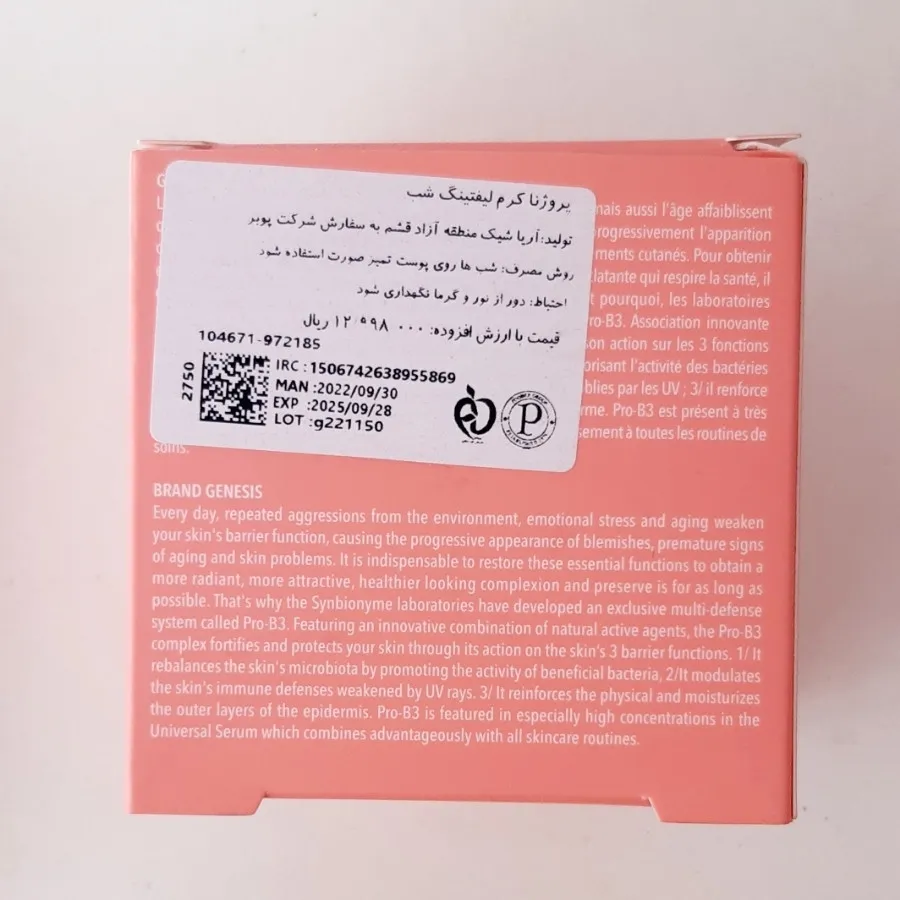 پروژنا کرم لیفتینگ شب
تولید: آریا شیک منطقه آزاد قشم به سفارش شرکت پوبر
روش مصرف: شب ها روی پوست تمیز صورت استفاده شود
احتیاط: دور از نور و گرما نگهداری شود
قیمت با ارزش افزوده: ۱۲ ۵۹۸ ۰۰۰ ریال
104671-972185
2750
IRC : 1506742638955869
MAN :2022/09/30
EXP :2025/09/28
LOT :g221150
P
mais aussi l'âge affaiblissent
progressivement l'apparition
ments cutanés. Pour obtenir
latante qui respire la santé, il
t pourquoi, les laboratoires
ro-B3. Association innovante
son action sur les 3 fonctions
orisant l'activité des bactéries
blies par les UV ; 3/ il renforce
rme. Pro-B3 est présent à très
sement à toutes les routines de
soins.
BRAND GENESIS
Every day, repeated aggressions from the environment, emotional stress and aging weaken
your skin's barrier function, causing the progressive appearance of blemishes, premature signs
of aging and skin problems. It is indispensable to restore these essential functions to obtain a
more radiant, more attractive, healthier looking complexion and preserve is for as long as
possible. That's why the Synbionyme laboratories have developed an exclusive multi-defense
system called Pro-B3. Featuring an innovative combination of natural active agents, the Pro-B3
complex fortifies and protects your skin through its action on the skin's 3 barrier functions. 1/ It
rebalances the skin's microbiota by promoting the activity of beneficial bacteria, 2/It modulates
the skin's immune defenses weakened by UV rays. 3/ It reinforces the physical and moisturizes
the outer layers of the epidermis. Pro-B3 is featured in especially high concentrations in the
Universal Serum which combines advantageously with all skincare routines.